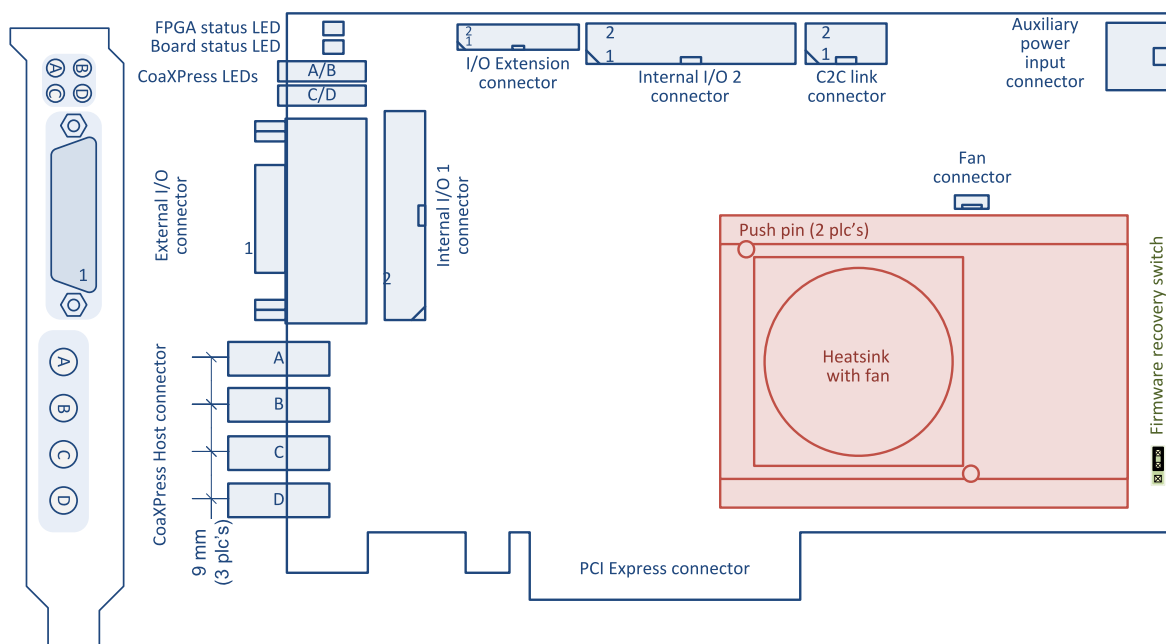 FPGA status LED
Board status LED
CoaXPress LEDs
A/B
C/D
2
1
I/O Extension
connector
2
1
Internal I/O 2
connector
2
1
C2C link
connector
Auxiliary
power
input
connector
A
B
C
D
1
External I/O
connector
1
Internal I/O 1
connector
2
Fan
connector
Push pin (2 plc's)
Heatsink
with fan
Firmware recovery switch
A
B
C
D
CoaXPress Host connector
A
B
C
D
9 mm
(3 plc's)
PCI Express connector